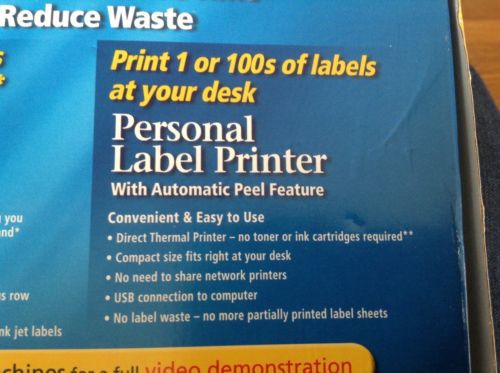 Reduce Waste
Print 1 or 100s of labels
at your desk
Personal
Label Printer
With Automatic Peel Feature
Convenient & Easy to Use
• Direct Thermal Printer – no toner or ink cartridges required**
• Compact size fits right at your desk
• No need to share network printers
• USB connection to computer
• No label waste – no more partially printed label sheets
you
row
jet labels
for a full video demonstration